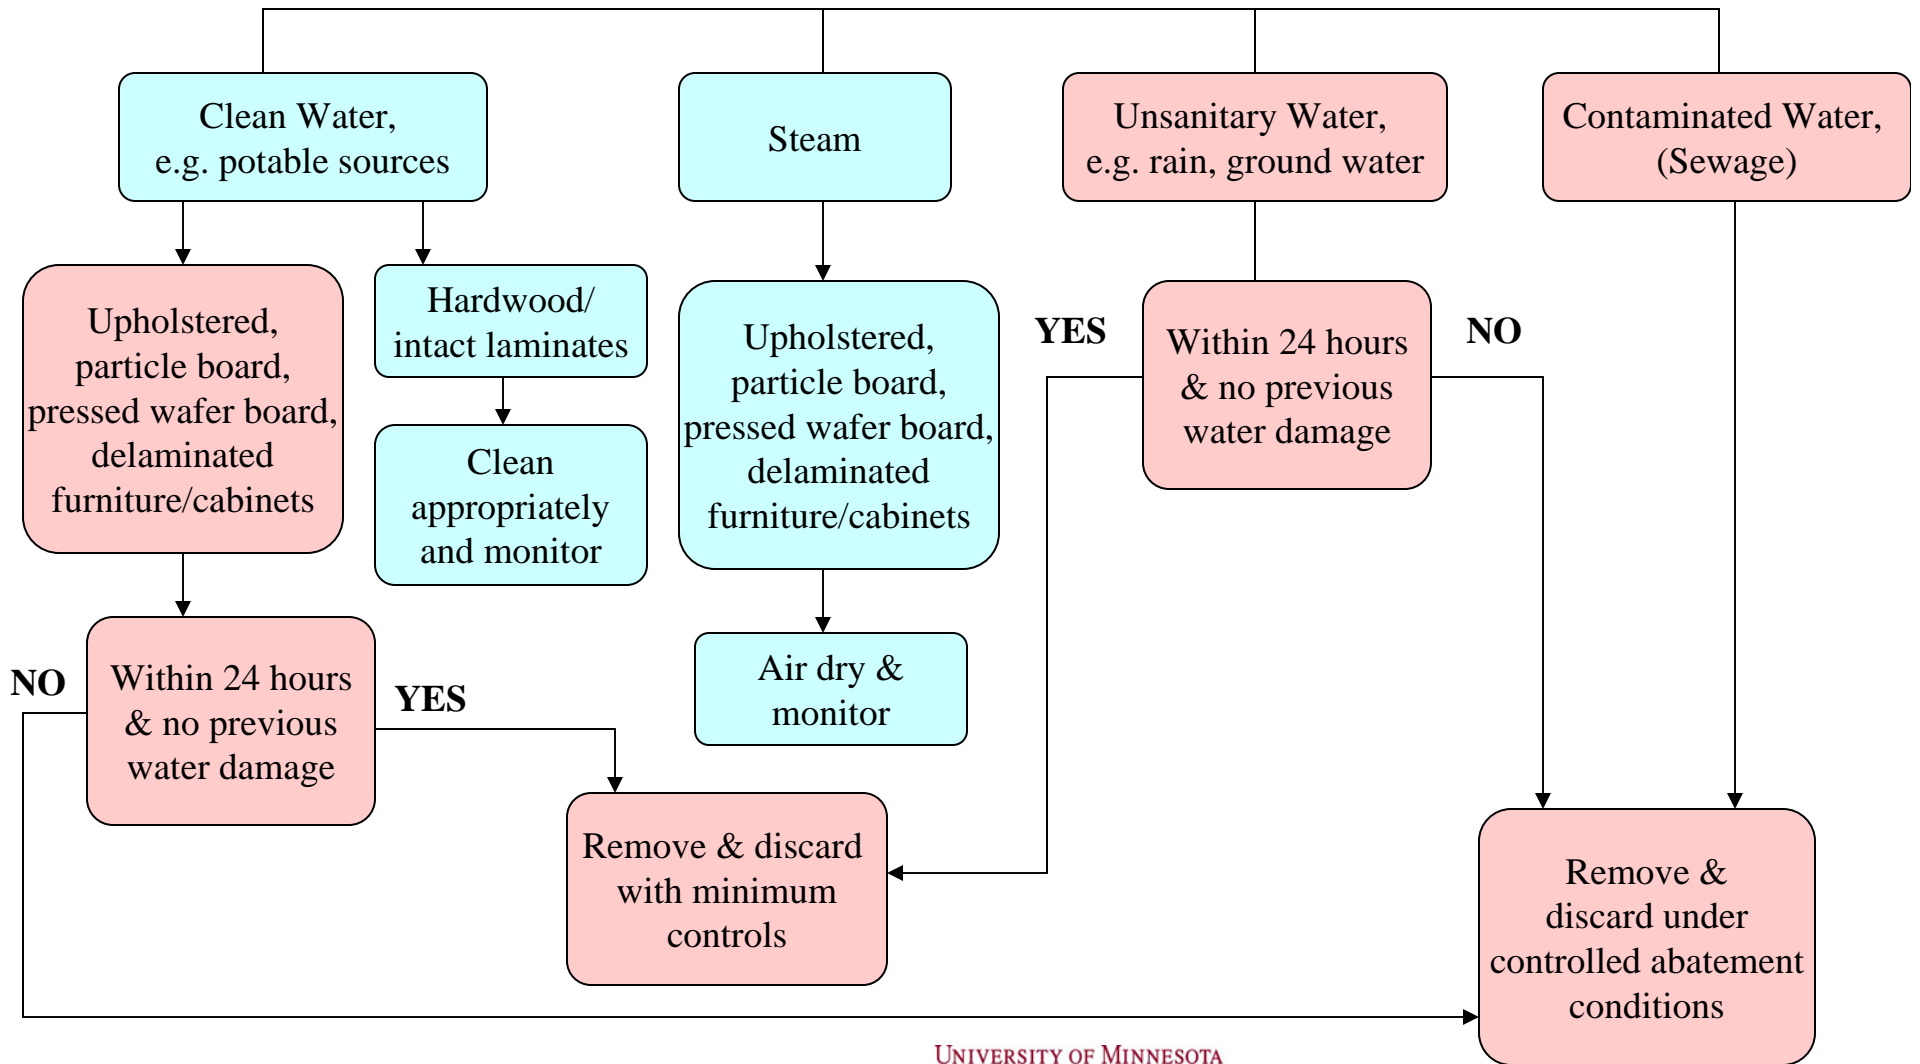 Clean Water,
e.g. potable sources
Steam
Unsanitary Water,
e.g. rain, ground water
Contaminated Water,
(Sewage)
Upholstered,
particle board,
pressed wafer board,
delaminated
furniture/cabinets
Hardwood/
intact laminates
Clean
appropriately
and monitor
Upholstered,
particle board,
pressed wafer board,
delaminated
furniture/cabinets
YES
Within 24 hours
& no previous
water damage
NO
NO
Within 24 hours
& no previous
water damage
YES
Air dry &
monitor
Remove & discard
with minimum
controls
Remove &
discard under
controlled abatement
conditions
UNIVERSITY OF MINNESOTA